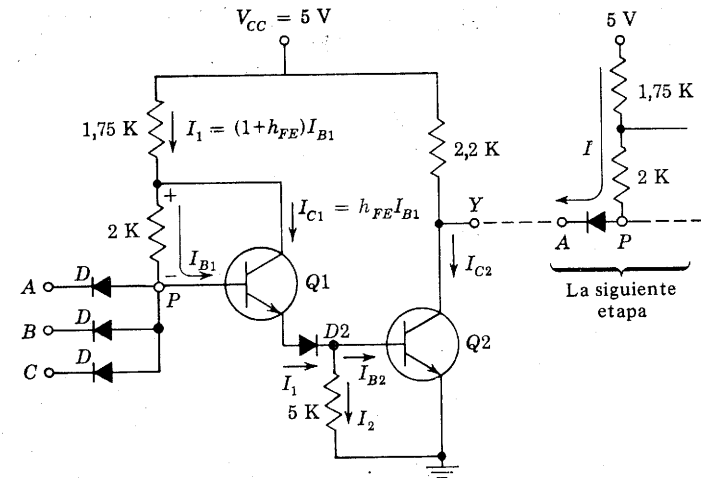 V_CC = 5 V
5 V
1,75 K
I_1 = (1+h_FE)I_B1
2,2 K
1,75 K
I
2 K
+
2 K
-
I_B1
I_C1 = h_FE I_B1
Y
A
P
I_C2
La siguiente
etapa
A
D
P
Q1
B
D
D2
Q2
C
D
I_1
I_B2
5 K
I_2